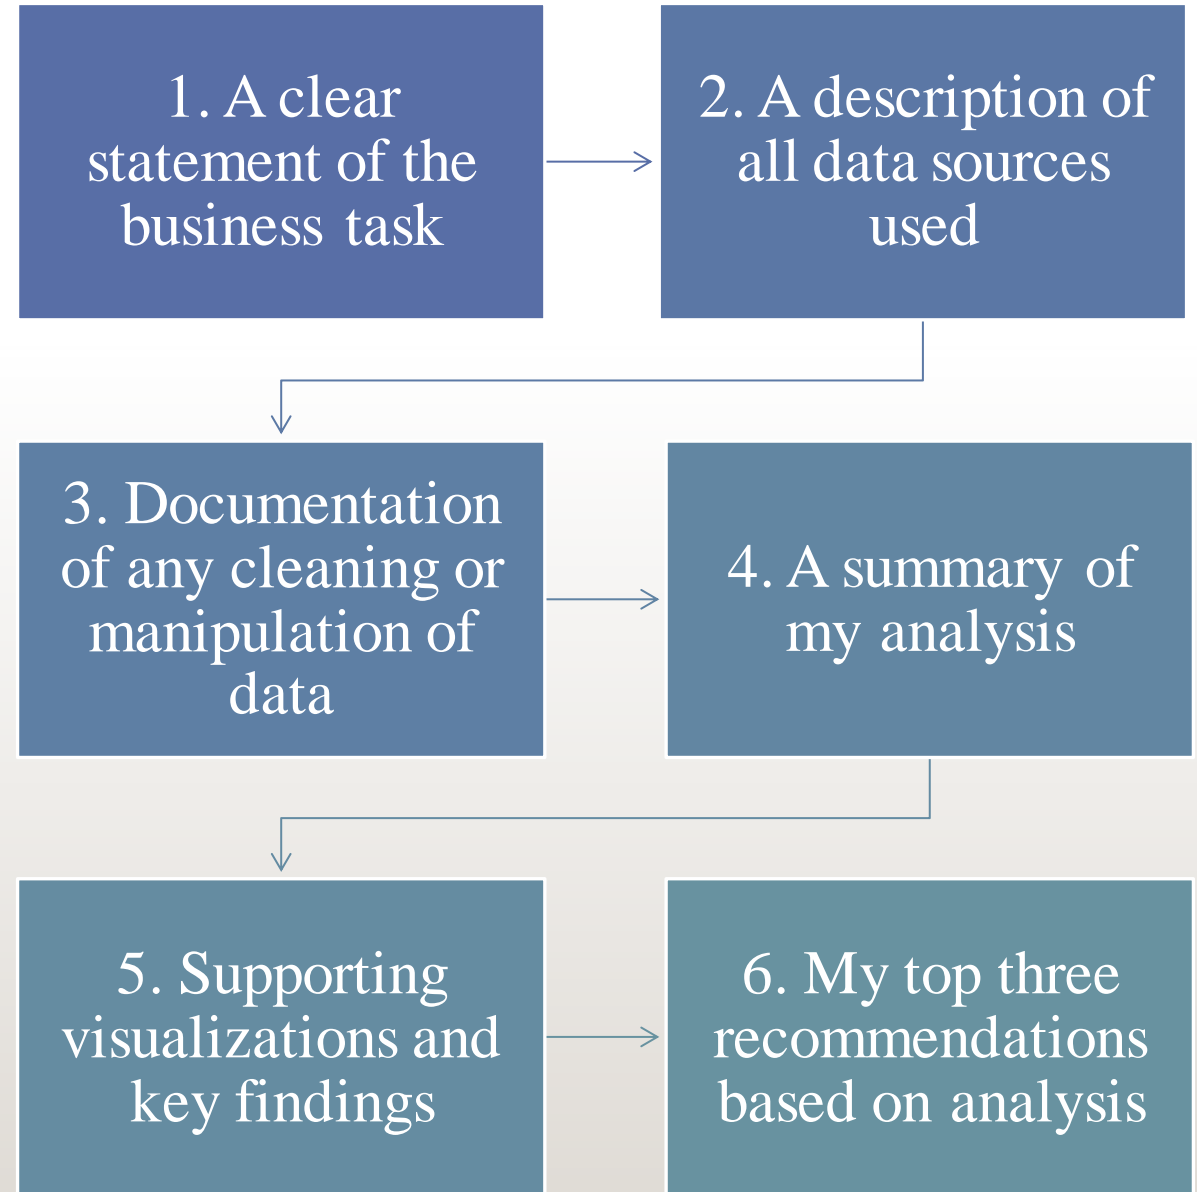 1. A clear
statement of the
business task
2. A description of
all data sources
used
3. Documentation
of any cleaning or
manipulation of
data
4. A summary of
my analysis
5. Supporting
visualizations and
key findings
6. My top three
recommendations
based on analysis